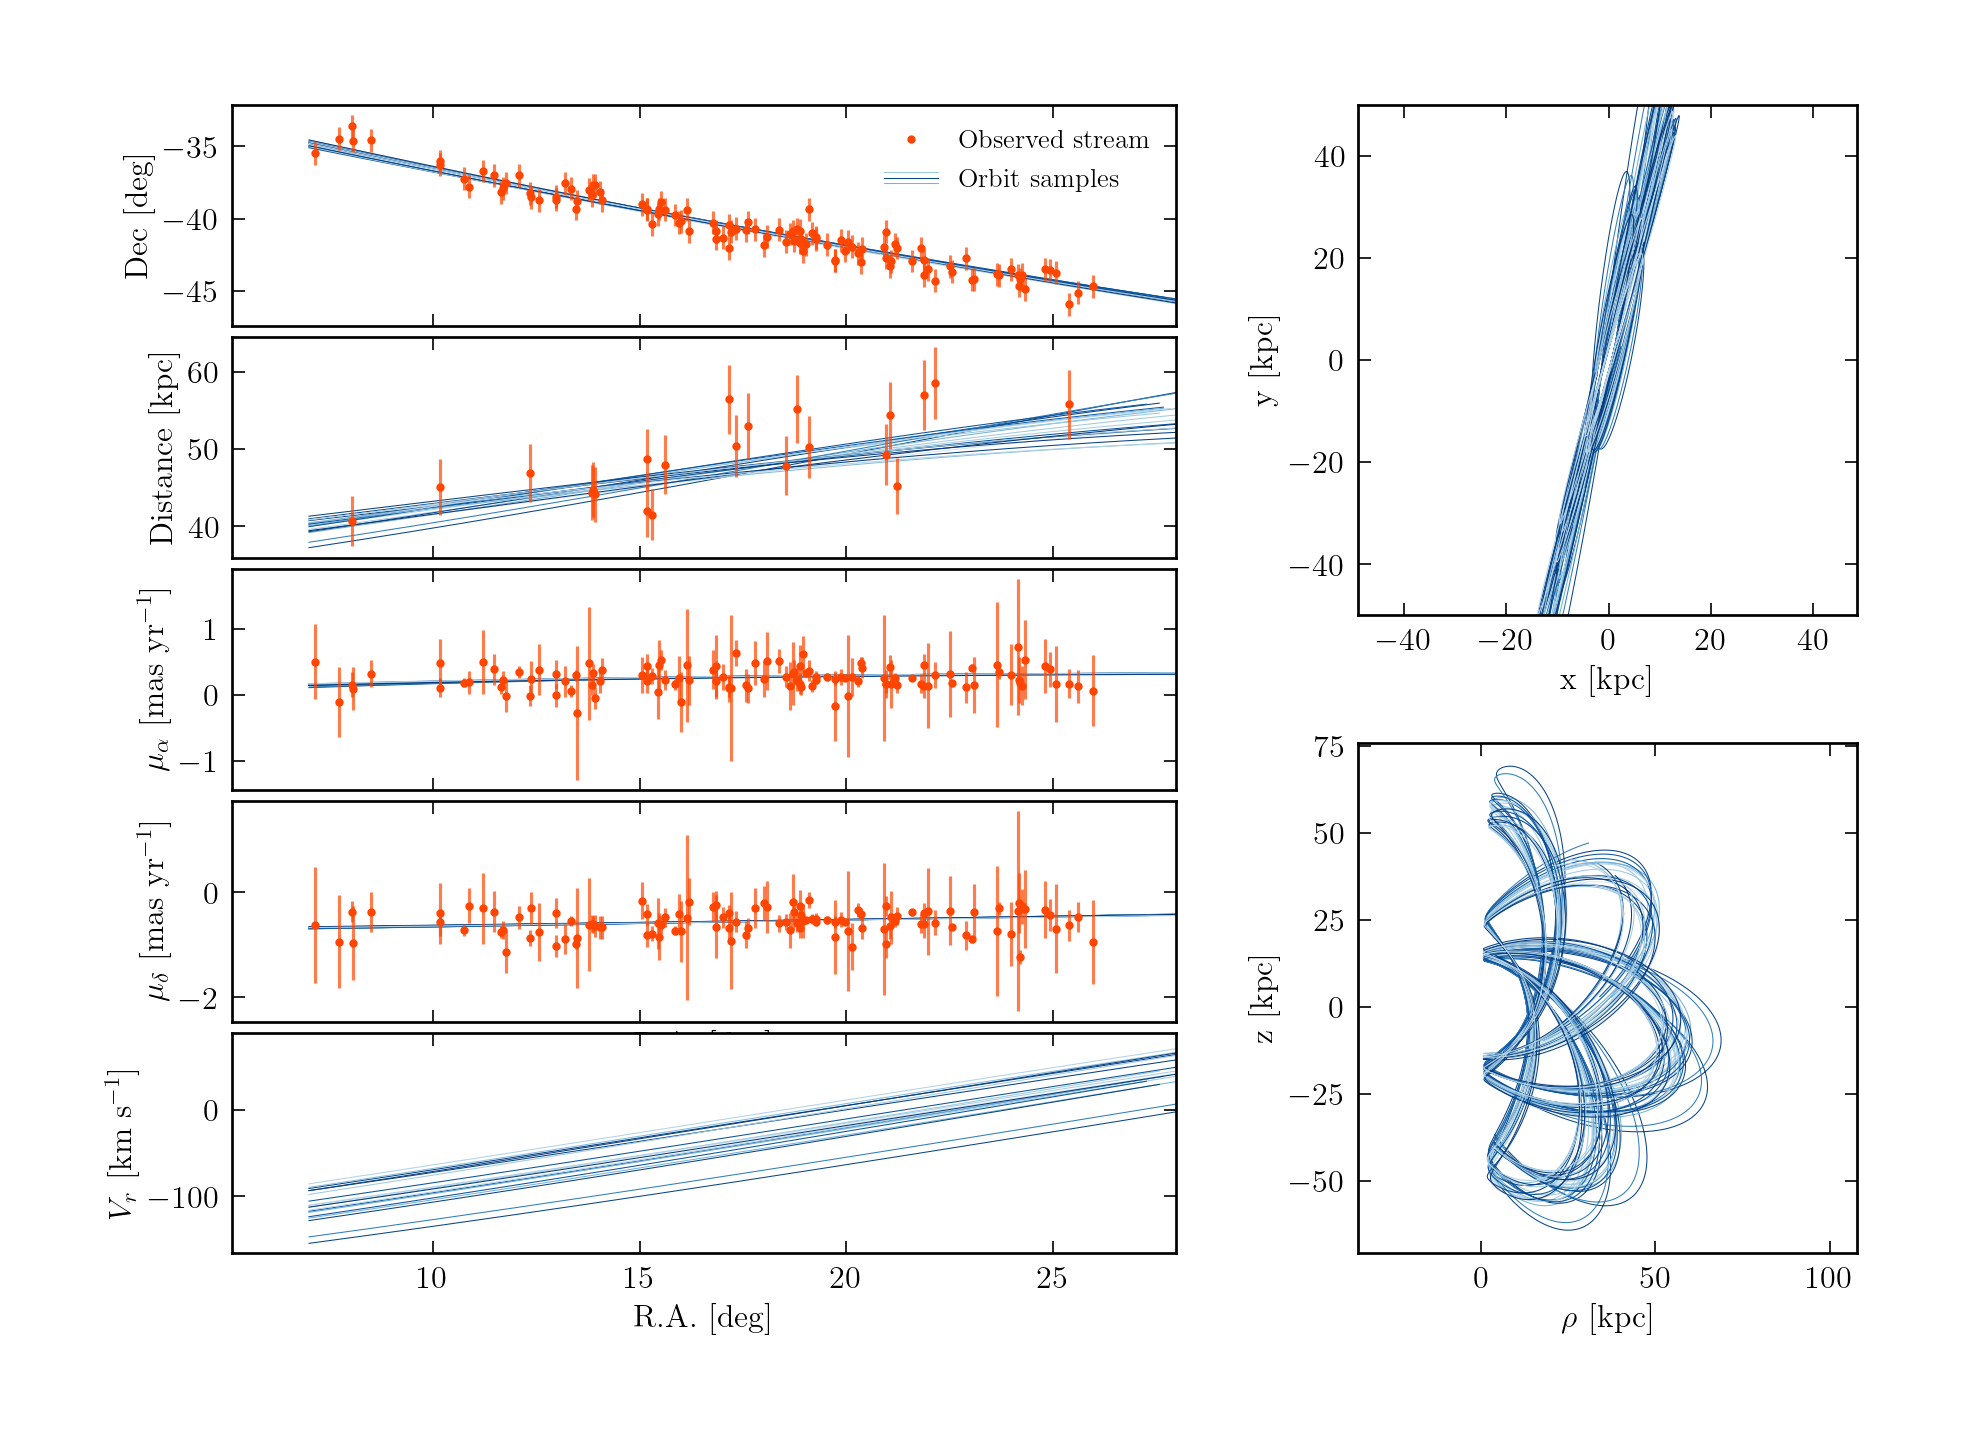 Dec [deg]
−35
−40
−45
Observed stream
Orbit samples
Distance [kpc]
60
50
40
μα [mas yr−1]
1
0
−1
μδ [mas yr−1]
0
−2
Vr [km s−1]
0
−100
10 15 20 25
R.A. [deg]
y [kpc]
40
20
0
−20
−40
−40 −20 0 20 40
x [kpc]
z [kpc]
75
50
25
0
−25
−50
0 50 100
ρ [kpc]